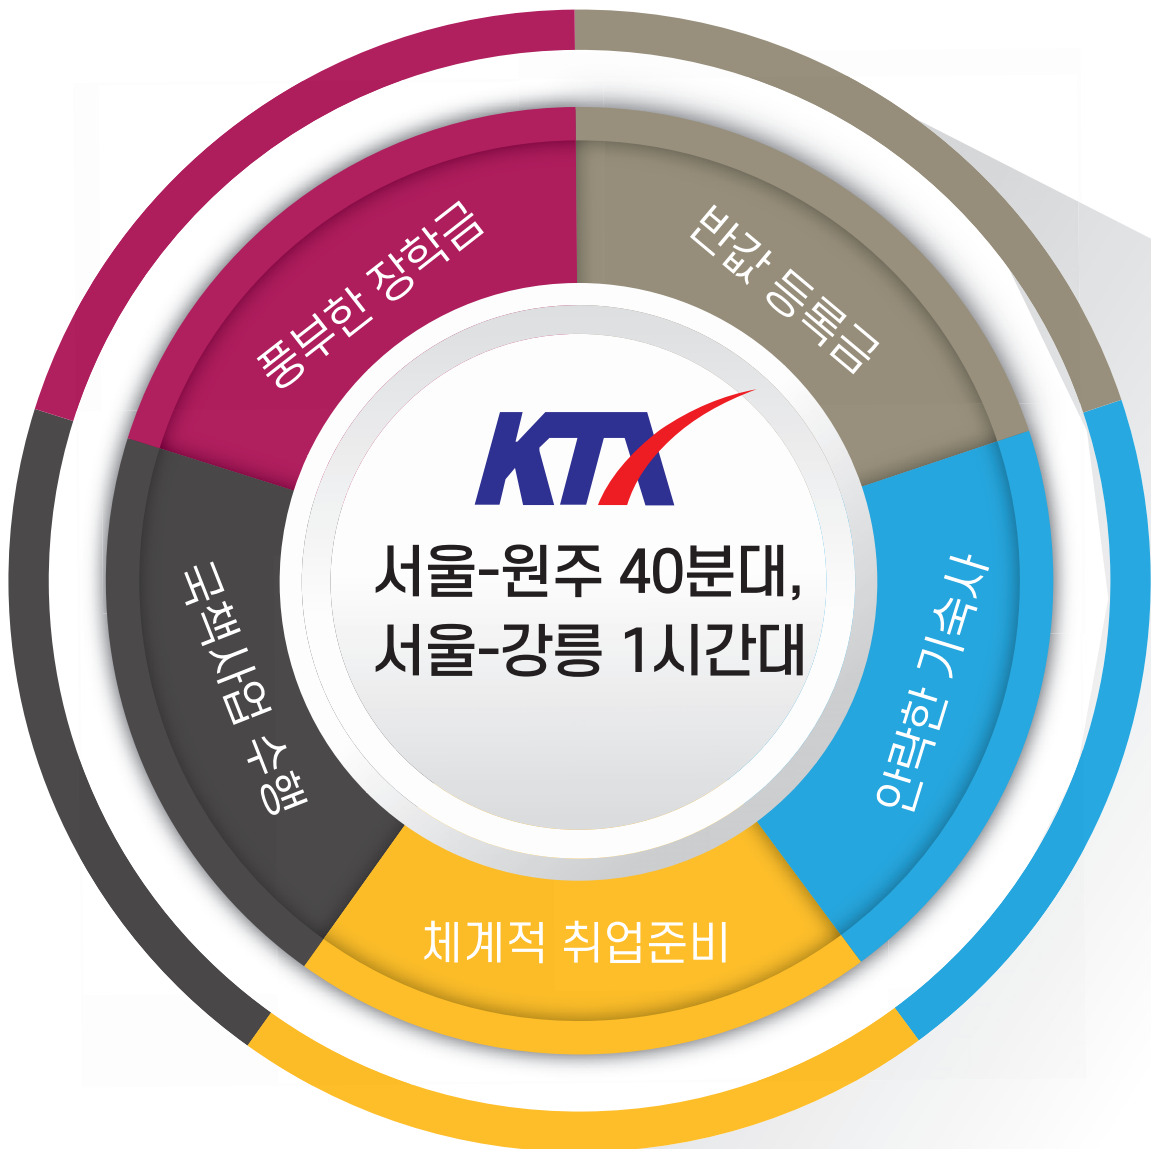 풍부한 장학금
반값 등록금
KTX
서울-원주 40분대,
서울-강릉 1시간대
국책사업 수행
안락한 기숙사
체계적 취업준비